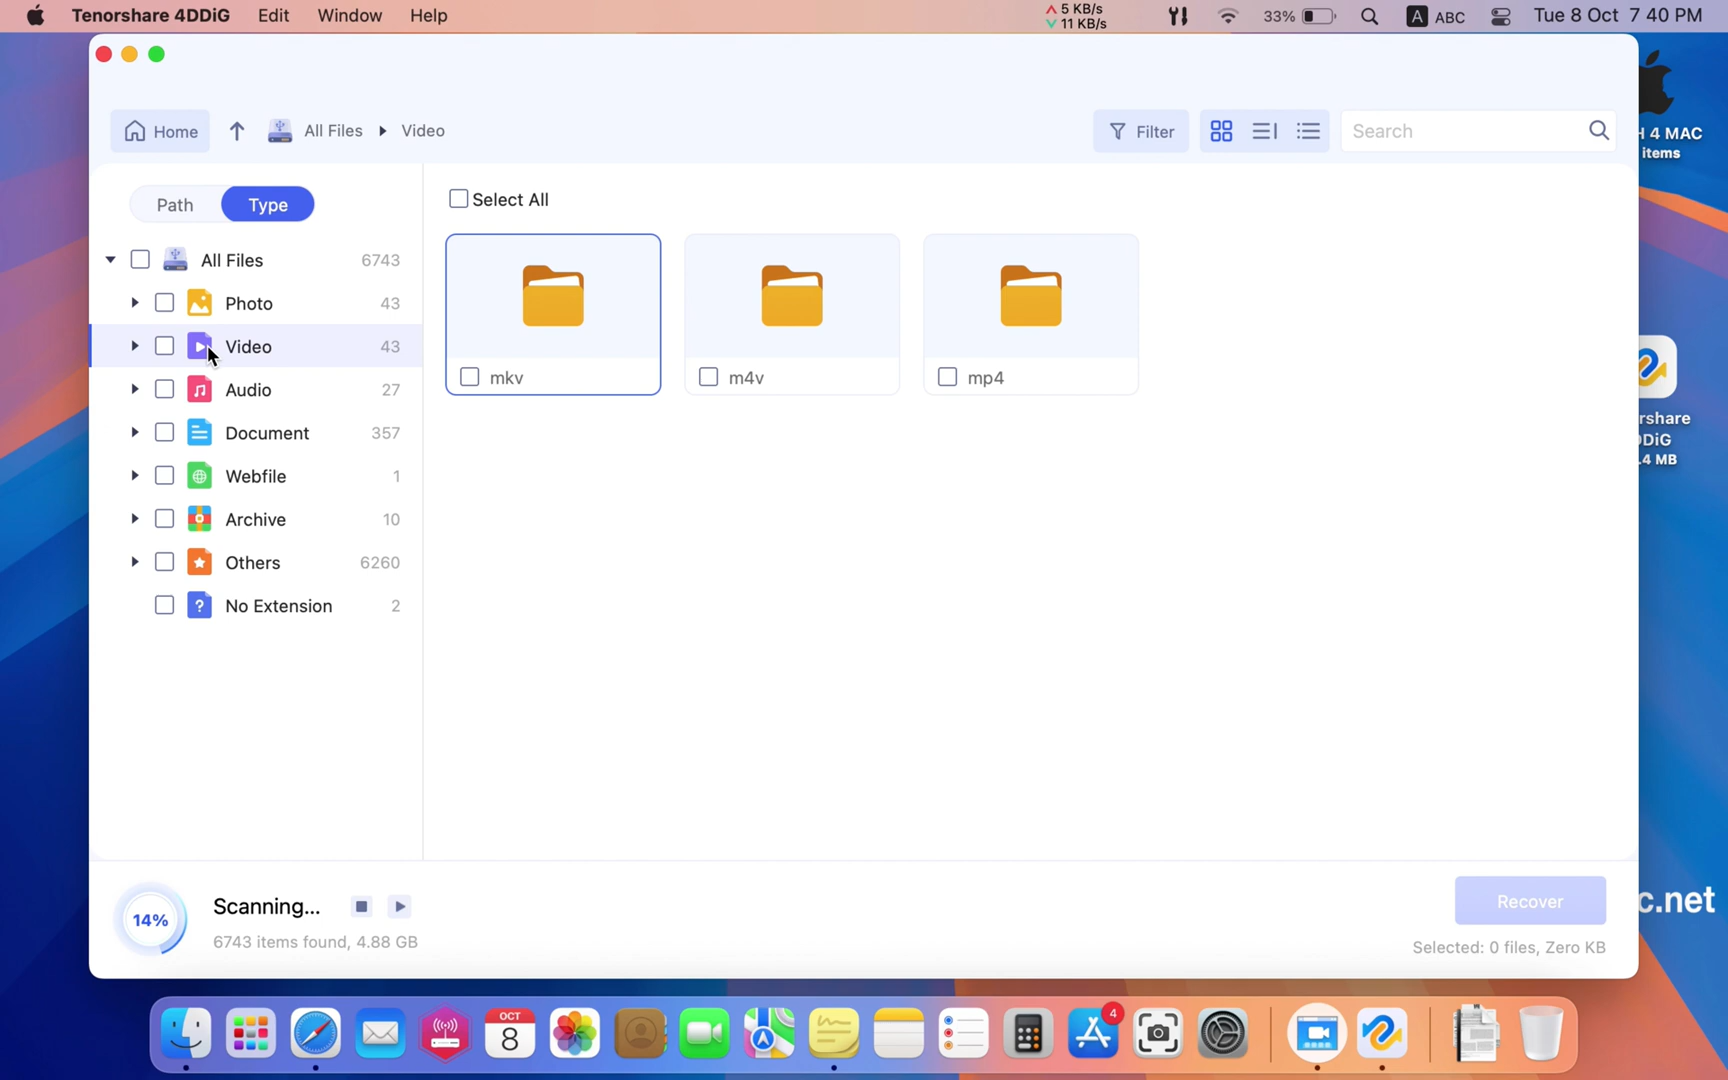 Tenorshare 4DDiG Edit Window Help 5 KB/s 11 KB/s 33% A ABC Tue 8 Oct 7 40 PM
Home All Files Video Filter Search
H 4 MAC
items
Path Type
Select All
All Files 6743
Photo 43
Video 43
Audio 27
Document 357
Webfile 1
Archive 10
Others 6260
No Extension 2
mkv m4v mp4
rshare
DDiG
.4 MB
14%
Scanning...
6743 items found, 4.88 GB
Recover
Selected: 0 files, Zero KB
c.net
OCT
8
4